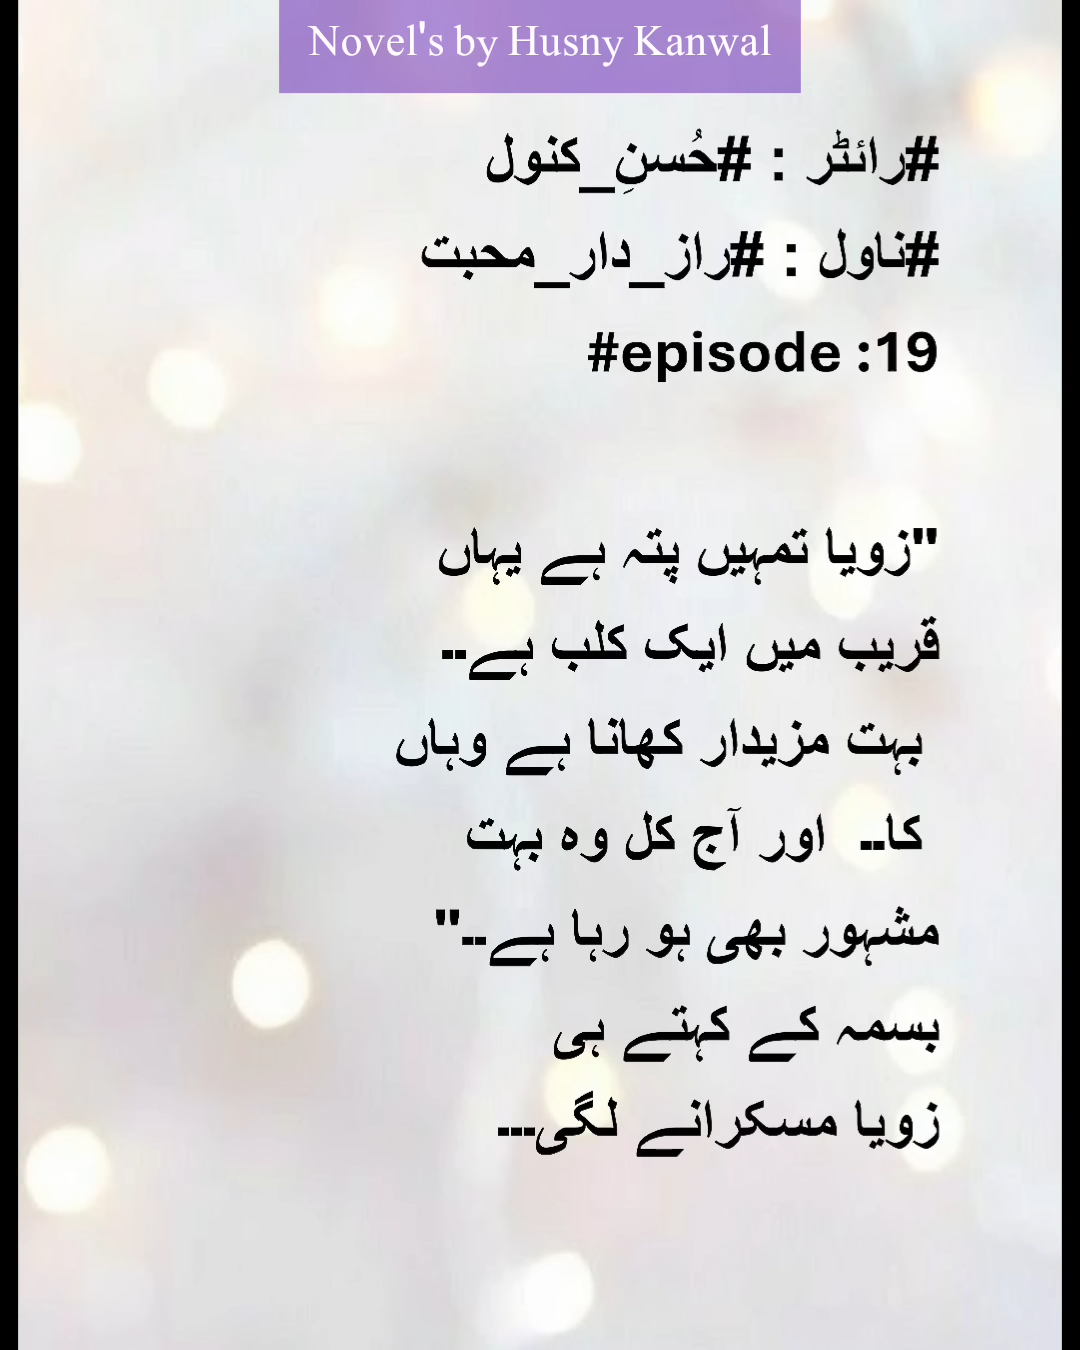 Novel's by Husny Kanwal
#رائٹر : #حُسنِ_کنول
#ناول : #راز_دار_محبت
#episode :19
"زویا تمہیں پتہ ہے یہاں
قریب میں ایک کلب ہے--
بہت مزیدار کھانا ہے وہاں
کا-- اور آج کل وہ بہت
مشہور بھی ہو رہا ہے--"
بسمہ کے کہتے ہی
زویا مسکرانے لگی---